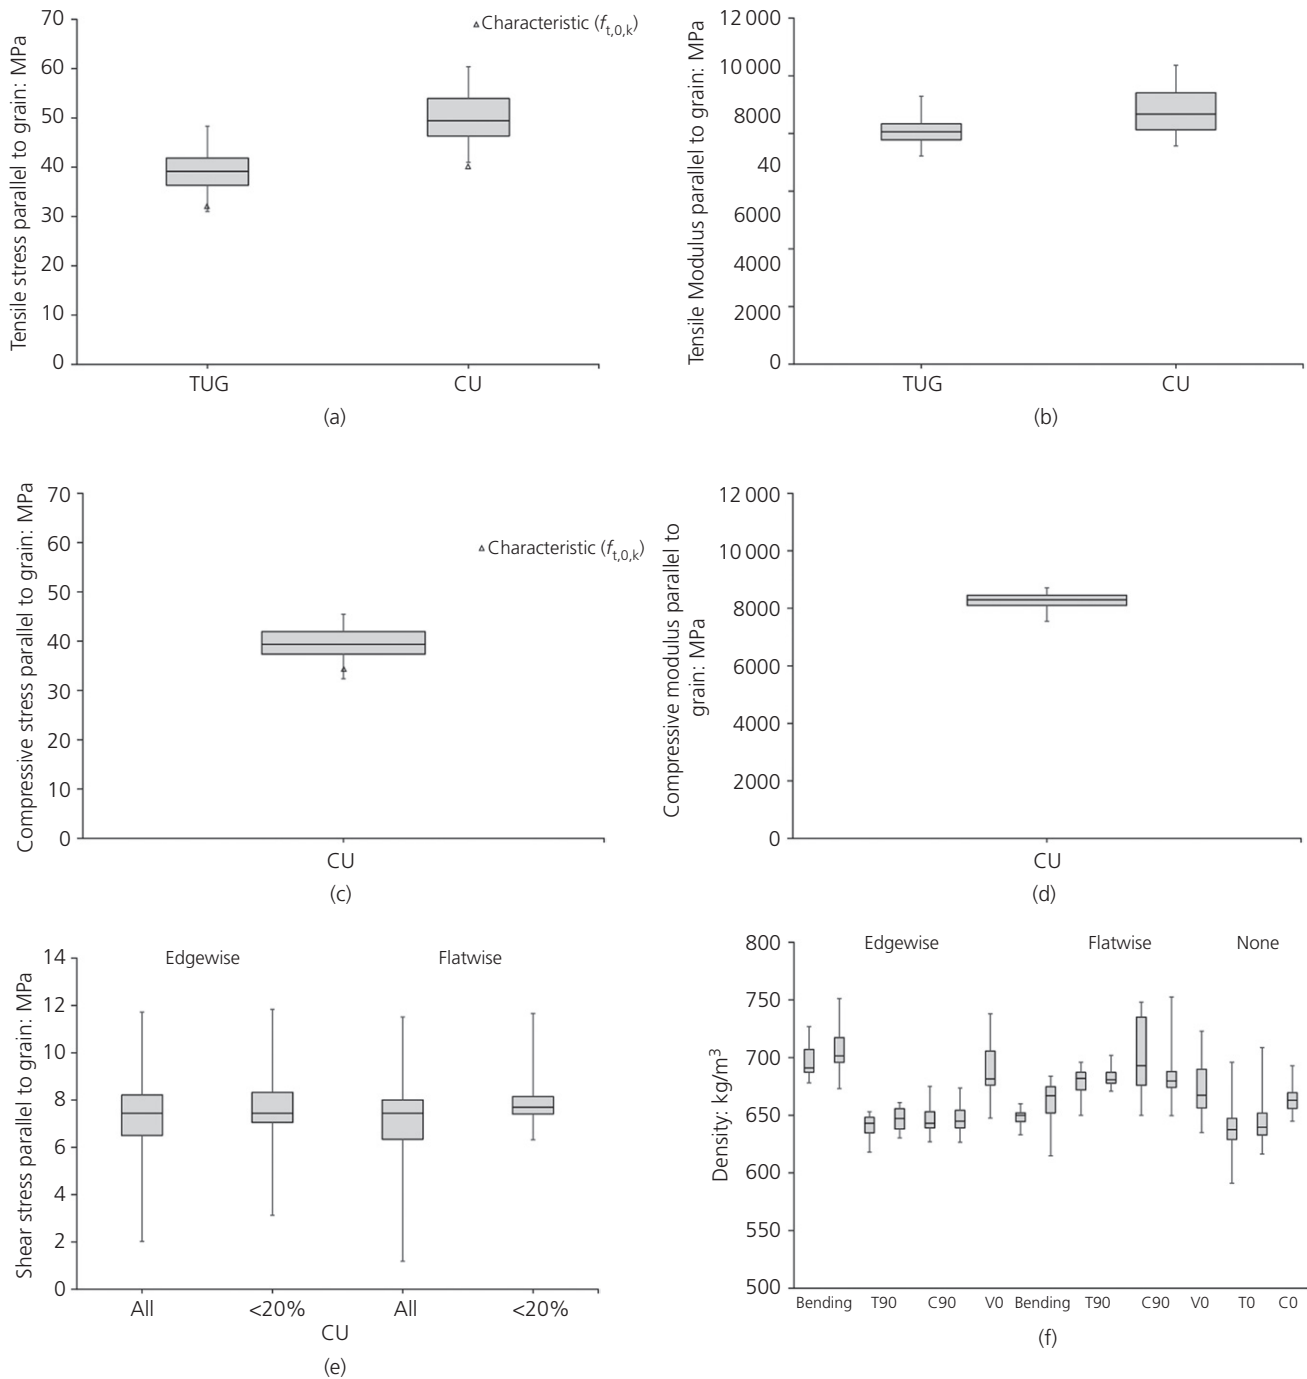 Tensile stress parallel to grain: MPa
70
60
50
40
30
20
10
0
Characteristic (f_t,0,k)
TUG
CU
(a)
Tensile Modulus parallel to grain: MPa
12 000
10 000
8000
40
6000
4000
2000
0
TUG
CU
(b)
Compressive stress parallel to grain: MPa
70
60
50
40
30
20
10
0
Characteristic (f_t,0,k)
CU
(c)
Compressive modulus parallel to
grain: MPa
12 000
10 000
8000
6000
4000
2000
0
CU
(d)
Shear stress parallel to grain: MPa
14
12
10
8
6
4
2
0
Edgewise
Flatwise
All
<20%
All
<20%
CU
(e)
Density: kg/m³
800
750
700
650
600
550
500
Edgewise
Flatwise
None
Bending
T90
C90
V0
Bending
T90
C90
V0
T0
C0
(f)